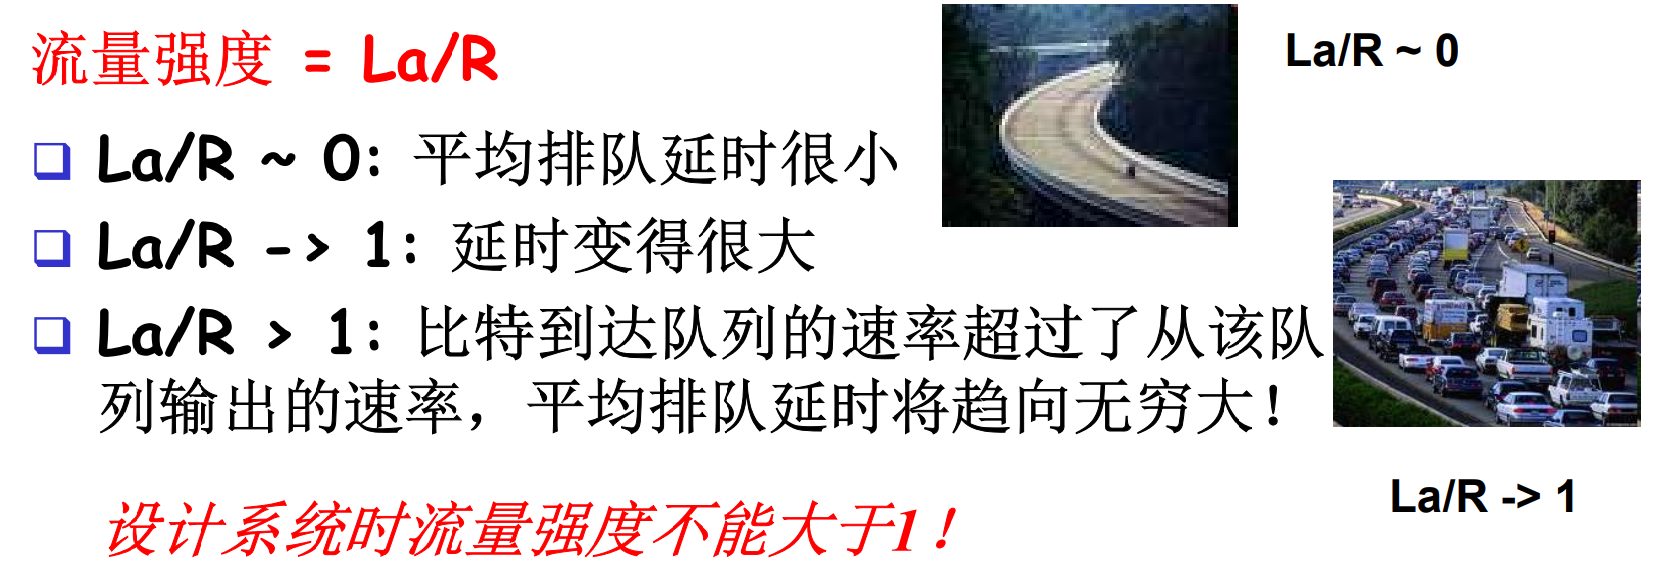 流量强度 = La/R
La/R ~ 0
La/R ~ 0: 平均排队延时很小
La/R -> 1: 延时变得很大
La/R > 1: 比特到达队列的速率超过了从该队
列输出的速率，平均排队延时将趋向无穷大！
La/R -> 1
设计系统时流量强度不能大于1！